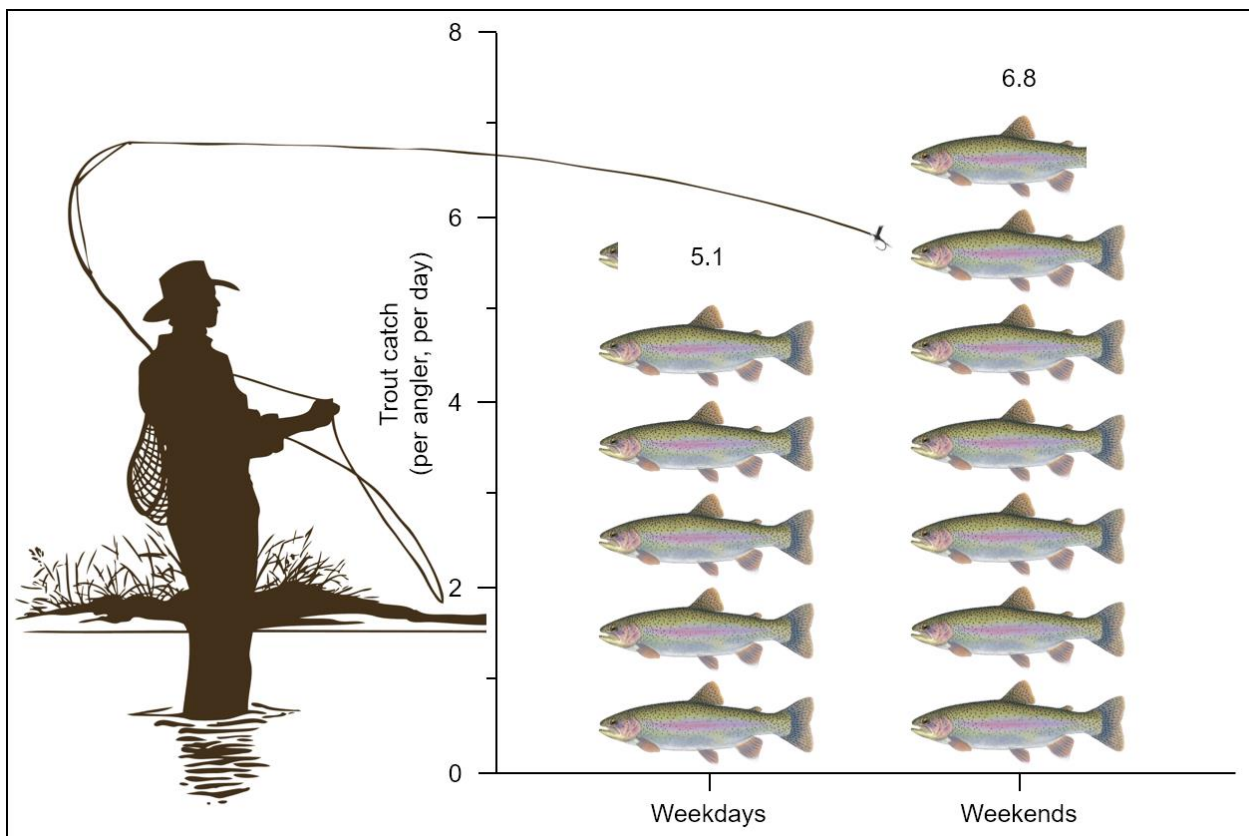 8
6.8
6
5.1
Trout catch
(per angler, per day)
4
2
0
Weekdays
Weekends